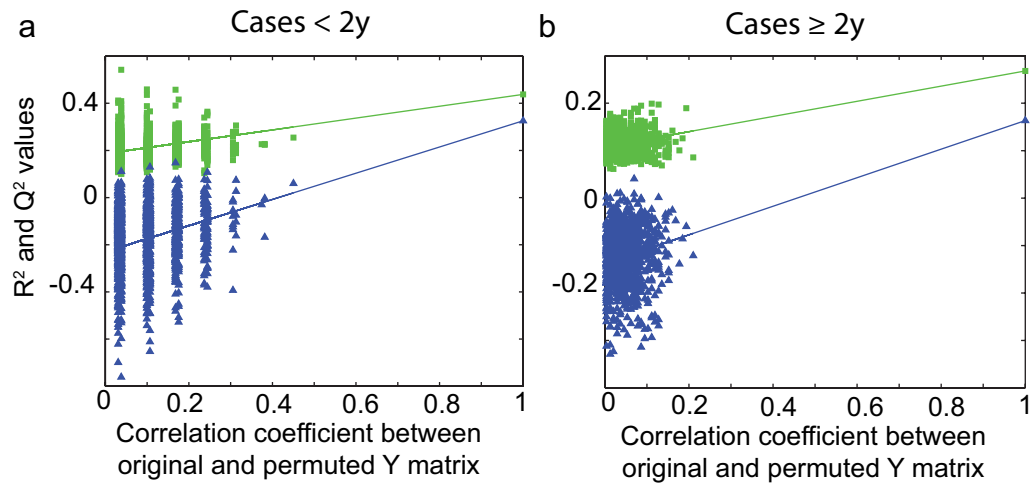 a
Cases < 2y
b
Cases ≥ 2y
R² and Q² values
0.4
0
-0.4
0 0.2 0.4 0.6 0.8 1
Correlation coefficient between
original and permuted Y matrix
0.2
0
-0.2
0 0.2 0.4 0.6 0.8 1
Correlation coefficient between
original and permuted Y matrix